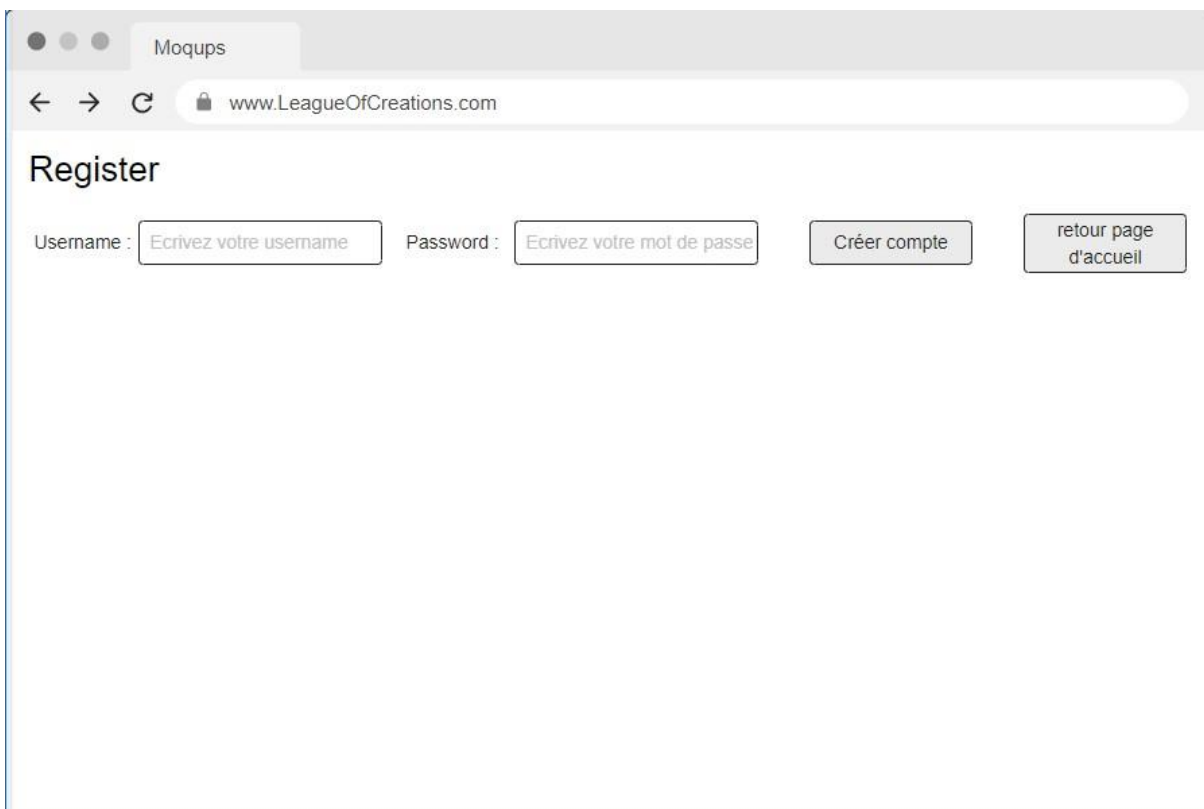 Moqups
www.LeagueOfCreations.com
Register
Username : Ecrivez votre username Password : Ecrivez votre mot de passe Créer compte retour page
d'accueil